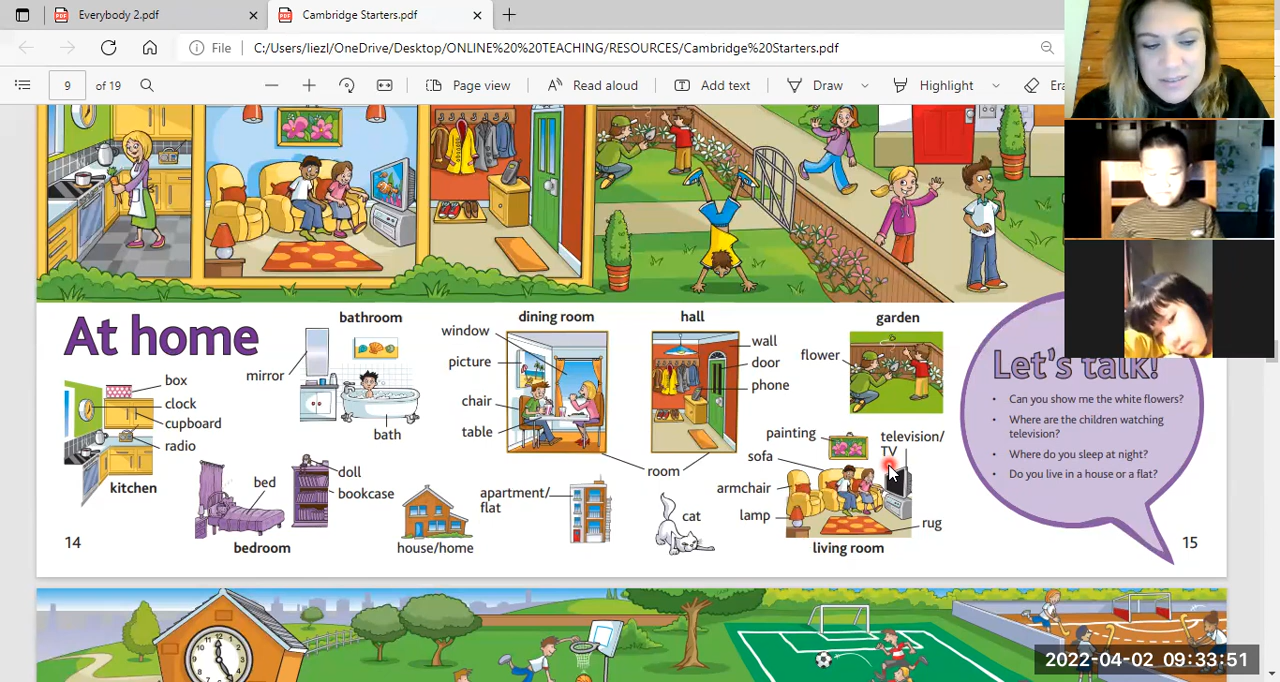 Everybody 2.pdf
Cambridge Starters.pdf
File
C:/Users/liezl/OneDrive/Desktop/ONLINE%20%20TEACHING/RESOURCES/Cambridge%20Starters.pdf
9 of 19
Page view
Read aloud
Add text
Draw
Highlight
Era
At home
box
clock
cupboard
radio
kitchen
bathroom
mirror
bath
bed
doll
bookcase
bedroom
window
dining room
picture
chair
table
house/home
apartment/
flat
hall
wall
door
phone
room
cat
garden
flower
painting
television/
TV
sofa
armchair
lamp
rug
living room
Let's talk!
• Can you show me the white flowers?
• Where are the children watching
television?
• Where do you sleep at night?
• Do you live in a house or a flat?
14
15
2022-04-02 09:33:51